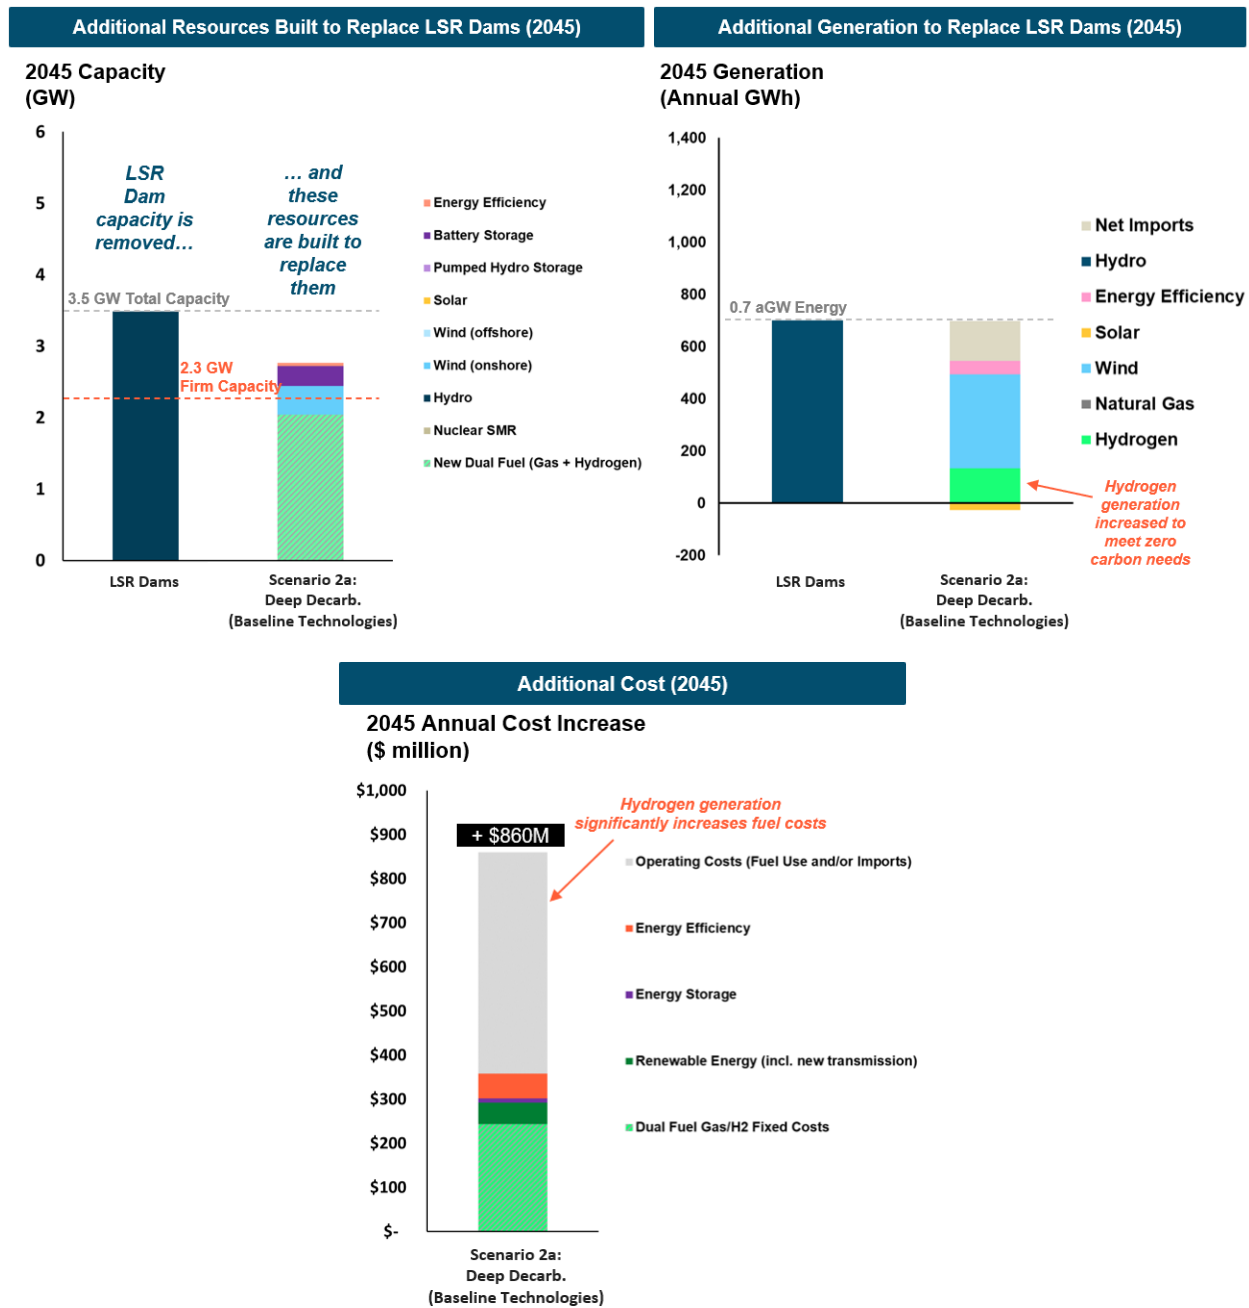 Additional Resources Built to Replace LSR Dams (2045)
2045 Capacity
(GW)
6
5
4
3
2
1
0
LSR
Dam
capacity is
removed…
… and
these
resources
are built to
replace
them
3.5 GW Total Capacity
2.3 GW
Firm Capacity
LSR Dams
Scenario 2a:
Deep Decarb.
(Baseline Technologies)
Energy Efficiency
Battery Storage
Pumped Hydro Storage
Solar
Wind (offshore)
Wind (onshore)
Hydro
Nuclear SMR
New Dual Fuel (Gas + Hydrogen)
Additional Generation to Replace LSR Dams (2045)
2045 Generation
(Annual GWh)
1,400
1,200
1,000
800
600
400
200
0
-200
0.7 aGW Energy
LSR Dams
Scenario 2a:
Deep Decarb.
(Baseline Technologies)
Net Imports
Hydro
Energy Efficiency
Solar
Wind
Natural Gas
Hydrogen
Hydrogen
generation
increased to
meet zero
carbon needs
Additional Cost (2045)
2045 Annual Cost Increase
($ million)
$1,000
$900
$800
$700
$600
$500
$400
$300
$200
$100
$-
+ $860M
Hydrogen generation
significantly increases fuel costs
Operating Costs (Fuel Use and/or Imports)
Energy Efficiency
Energy Storage
Renewable Energy (incl. new transmission)
Dual Fuel Gas/H2 Fixed Costs
Scenario 2a:
Deep Decarb.
(Baseline Technologies)